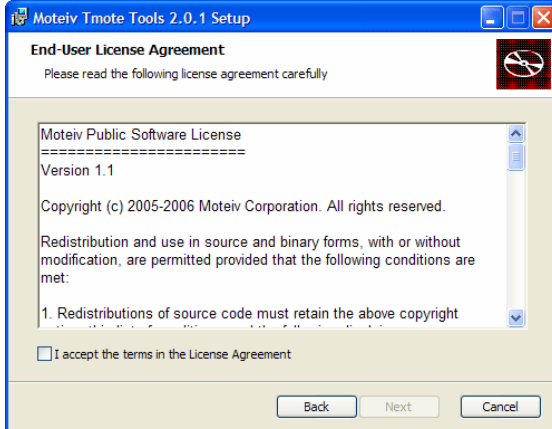 Moteiv Tmote Tools 2.0.1 Setup
End-User License Agreement
Please read the following license agreement carefully
Moteiv Public Software License
=======================
Version 1.1
Copyright (c) 2005-2006 Moteiv Corporation. All rights reserved.
Redistribution and use in source and binary forms, with or without
modification, are permitted provided that the following conditions are
met:
1. Redistributions of source code must retain the above copyright
I accept the terms in the License Agreement
Back
Next
Cancel